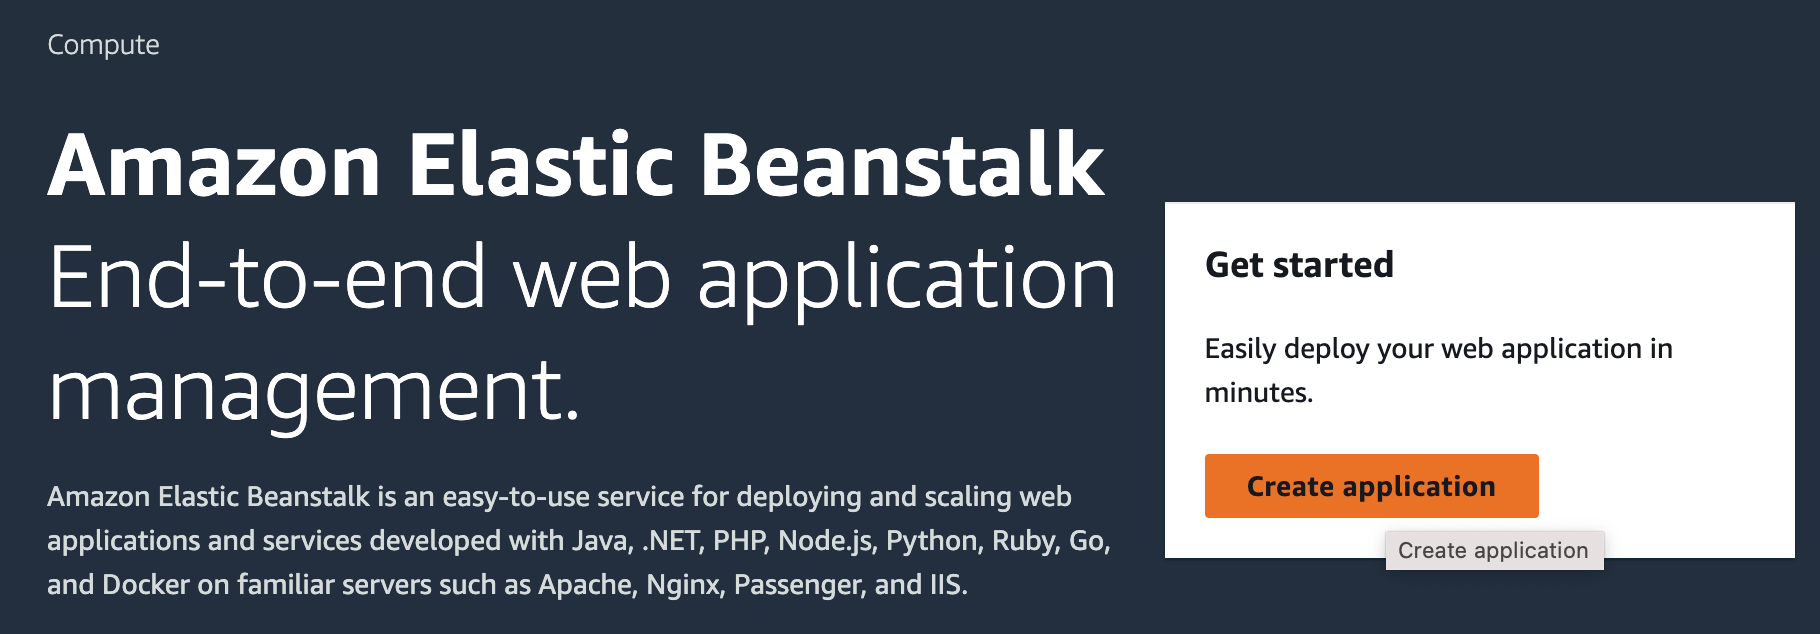 Compute
Amazon Elastic Beanstalk
End-to-end web application
management.
Amazon Elastic Beanstalk is an easy-to-use service for deploying and scaling web
applications and services developed with Java, .NET, PHP, Node.js, Python, Ruby, Go,
and Docker on familiar servers such as Apache, Nginx, Passenger, and IIS.
Get started
Easily deploy your web application in
minutes.
Create application
Create application